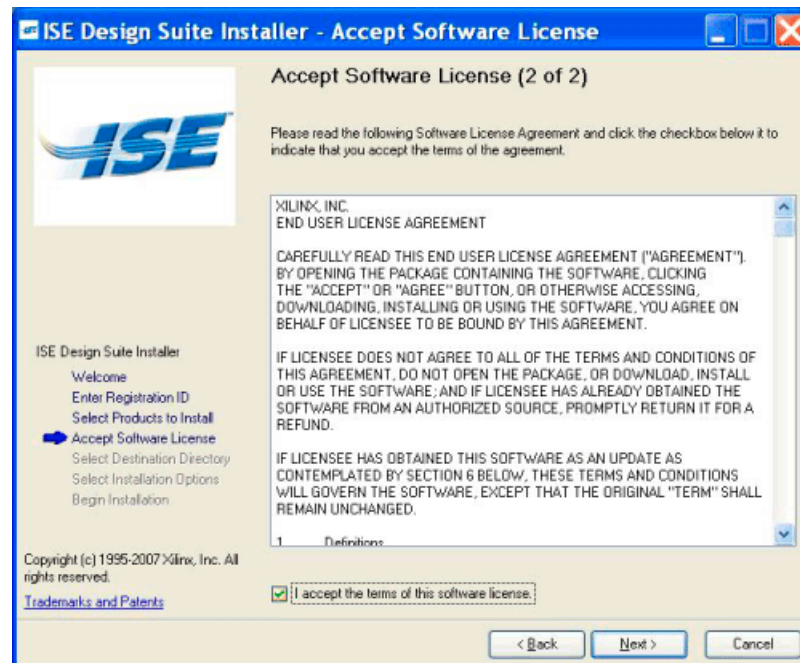 ISE Design Suite Installer - Accept Software License
Accept Software License (2 of 2)
Please read the following Software License Agreement and click the checkbox below it to
indicate that you accept the terms of the agreement.
ISE
XILINX, INC.
END USER LICENSE AGREEMENT
CAREFULLY READ THIS END USER LICENSE AGREEMENT ("AGREEMENT").
BY OPENING THE PACKAGE CONTAINING THE SOFTWARE, CLICKING
THE "ACCEPT" OR "AGREE" BUTTON, OR OTHERWISE ACCESSING,
DOWNLOADING, INSTALLING OR USING THE SOFTWARE, YOU AGREE ON
BEHALF OF LICENSEE TO BE BOUND BY THIS AGREEMENT.
IF LICENSEE DOES NOT AGREE TO ALL OF THE TERMS AND CONDITIONS OF
THIS AGREEMENT, DO NOT OPEN THE PACKAGE, OR DOWNLOAD, INSTALL
OR USE THE SOFTWARE; AND IF LICENSEE HAS ALREADY OBTAINED THE
SOFTWARE FROM AN AUTHORIZED SOURCE, PROMPTLY RETURN IT FOR A
REFUND.
IF LICENSEE HAS OBTAINED THIS SOFTWARE AS AN UPDATE AS
CONTEMPLATED BY SECTION 6 BELOW, THESE TERMS AND CONDITIONS
WILL GOVERN THE SOFTWARE, EXCEPT THAT THE ORIGINAL "TERM" SHALL
REMAIN UNCHANGED.
1. Definitions
ISE Design Suite Installer
Welcome
Enter Registration ID
Select Products to Install
Accept Software License
Select Destination Directory
Select Installation Options
Begin Installation
Copyright (c) 1995-2007 Xilinx, Inc. All
rights reserved.
Trademarks and Patents
I accept the terms of this software license.
< Back
Next >
Cancel